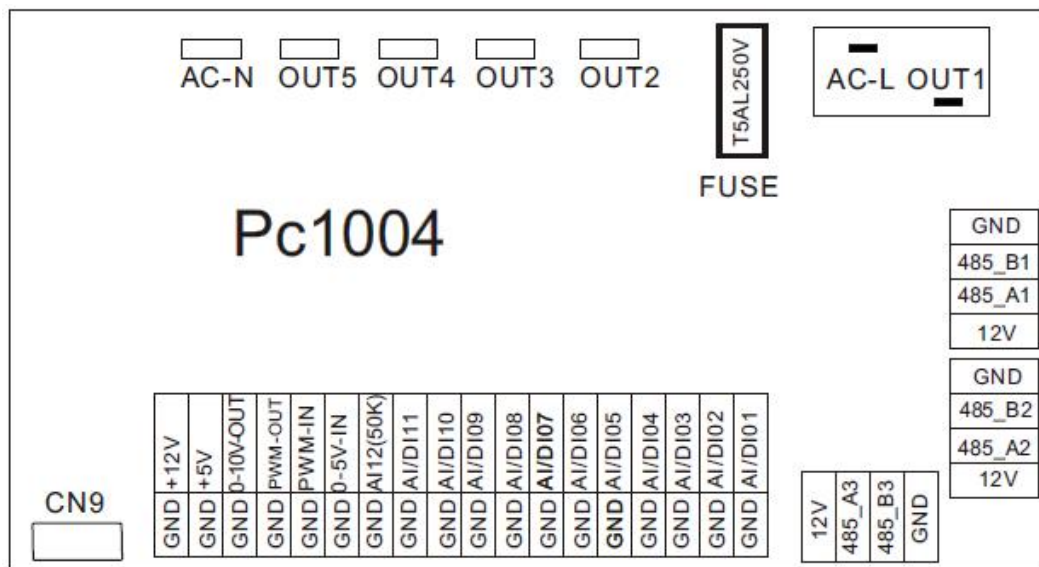 AC-N OUT5 OUT4 OUT3 OUT2
T5AL250V
FUSE
AC-L OUT1
Pc1004
GND
485_B1
485_A1
12V
GND
485_B2
485_A2
12V
+12V
+5V
0-10V-OUT
PWM-OUT
PWM-IN
0-5V-IN
AI12(50K)
AI/DI11
AI/DI10
AI/DI09
AI/DI08
AI/DI07
AI/DI06
AI/DI05
AI/DI04
AI/DI03
AI/DI02
AI/DI01
GND GND GND GND GND GND GND GND GND GND GND GND GND GND GND GND GND
CN9
12V
485_A3
485_B3
GND